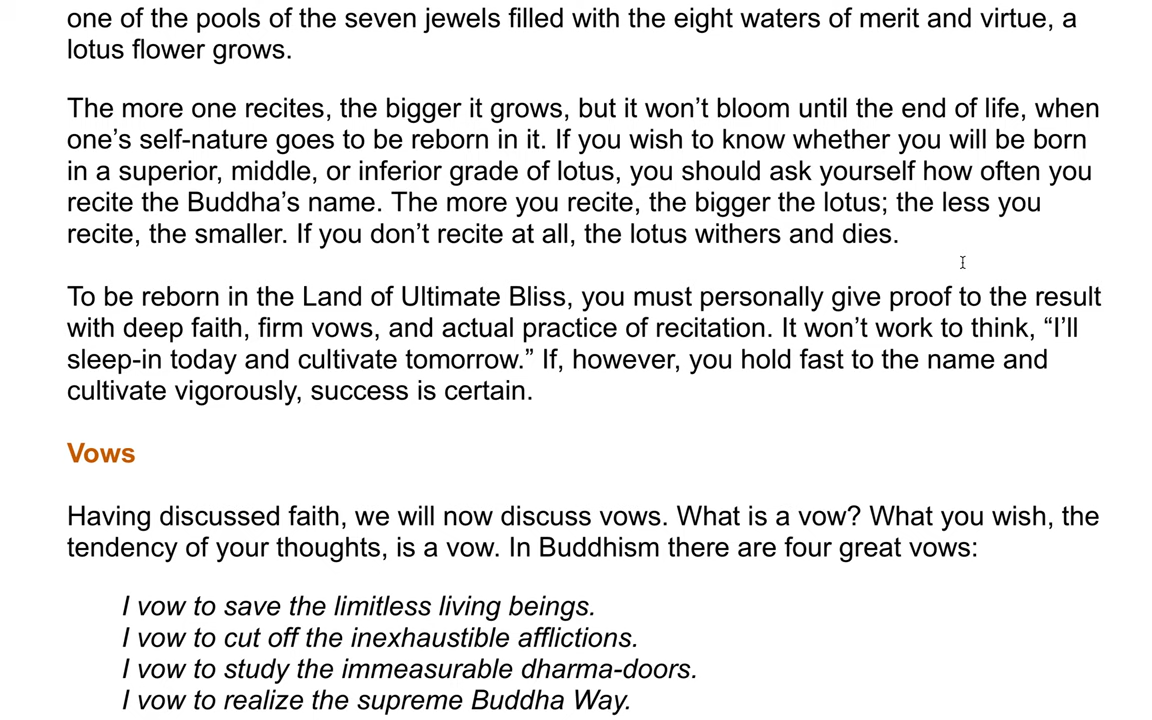 one of the pools of the seven jewels filled with the eight waters of merit and virtue, a
lotus flower grows.
The more one recites, the bigger it grows, but it won’t bloom until the end of life, when
one’s self-nature goes to be reborn in it. If you wish to know whether you will be born
in a superior, middle, or inferior grade of lotus, you should ask yourself how often you
recite the Buddha’s name. The more you recite, the bigger the lotus; the less you
recite, the smaller. If you don’t recite at all, the lotus withers and dies.
To be reborn in the Land of Ultimate Bliss, you must personally give proof to the result
with deep faith, firm vows, and actual practice of recitation. It won’t work to think, “I’ll
sleep-in today and cultivate tomorrow.” If, however, you hold fast to the name and
cultivate vigorously, success is certain.
Vows
Having discussed faith, we will now discuss vows. What is a vow? What you wish, the
tendency of your thoughts, is a vow. In Buddhism there are four great vows:
I vow to save the limitless living beings.
I vow to cut off the inexhaustible afflictions.
I vow to study the immeasurable dharma-doors.
I vow to realize the supreme Buddha Way.